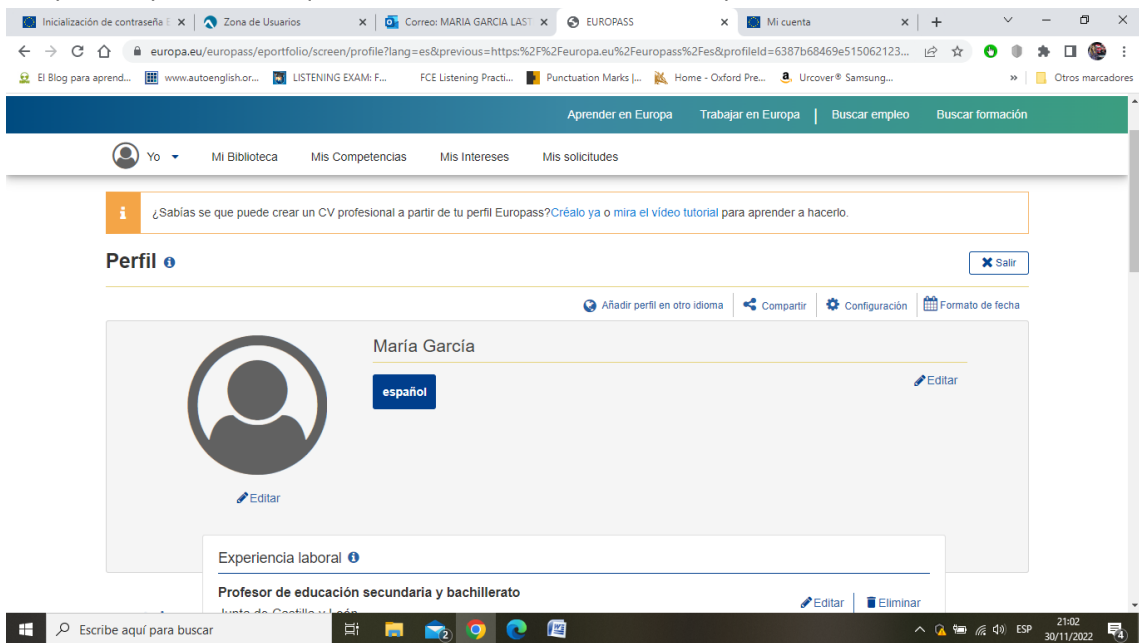 Inicialización de contraseña E
Zona de Usuarios
Correo: MARIA GARCIA LAST
EUROPASS
Mi cuenta
europa.eu/europass/eportfolio/screen/profile?lang=es&previous=https:%2F%2Feuropa.eu%2Feuropass%2Fes&profileId=6387b68469e515062123...
El Blog para aprend... www.autoenglish.or... LISTENING EXAM: F... FCE Listening Practi... Punctuation Marks |... Home - Oxford Pre... Urcover® Samsung... » Otros marcadores
Aprender en Europa Trabajar en Europa | Buscar empleo Buscar formación
Yo Mi Biblioteca Mis Competencias Mis Intereses Mis solicitudes
i ¿Sabías se que puede crear un CV profesional a partir de tu perfil Europass?Créalo ya o mira el vídeo tutorial para aprender a hacerlo.
Perfil
Salir
Añadir perfil en otro idioma Compartir Configuración Formato de fecha
María García
español
Editar
Editar
Experiencia laboral
Profesor de educación secundaria y bachillerato
Editar Eliminar
Escribe aquí para buscar
2
ESP
21:02
30/11/2022
4